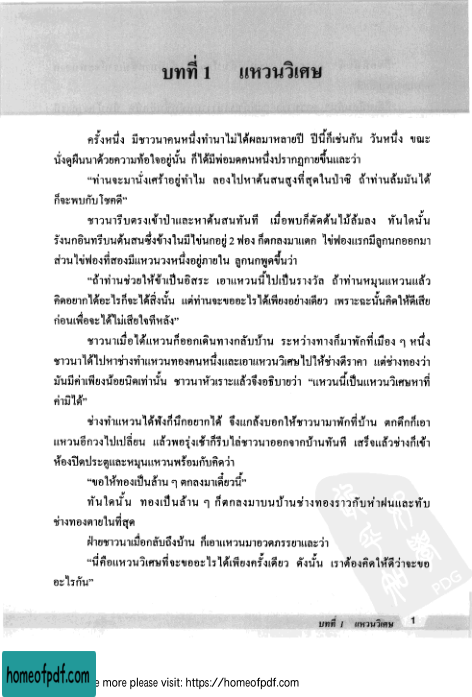 บทที่ 1 แหวนวิเศษ
ครั้งหนึ่ง มีชาวนาคนหนึ่งทำนาไม่ได้ผลมาหลายปี ปีนี้ก็เช่นกัน วันหนึ่ง ขณะ
นั่งดูผืนนาด้วยความท้อใจอยู่นั้น ก็ได้มีพ่อมดคนหนึ่งปรากฏกายขึ้นและว่า
“ท่านจะมานั่งเศร้าอยู่ทำไม ลองไปหาต้นสนสูงที่สุดในป่าซิ ถ้าท่านล้มมันได้
ก็จะพบกับโชคดี”
ชาวนารีบตรงเข้าป่าและหาต้นสนทันที เมื่อพบก็ตัดต้นไม้ล้มลง ทันใดนั้น
รังนกอินทรีบนต้นสนซึ่งข้างในมีไข่นกอยู่ 2 ฟอง ก็ตกลงมาแตก ไข่ฟองแรกมีลูกนกออกมา
ส่วนไข่ฟองที่สองมีแหวนวงหนึ่งอยู่ภายใน ลูกนกพูดขึ้นว่า
“ถ้าท่านช่วยให้ข้าเป็นอิสระ เอาแหวนนี้ไปเป็นรางวัล ถ้าท่านหมุนแหวนแล้ว
คิดอยากได้อะไรก็จะได้สิ่งนั้น แต่ท่านจะขออะไรได้เพียงอย่างเดียว เพราะฉะนั้นคิดให้ดีเสีย
ก่อนเพื่อจะได้ไม่เสียใจทีหลัง”
ชาวนาเมื่อได้แหวนก็ออกเดินทางกลับบ้าน ระหว่างทางก็มาพักที่เมือง ๆ หนึ่ง
ชาวนาได้ไปหาช่างทำแหวนทองคนหนึ่งและเอาแหวนวิเศษไปให้ช่างตีราคา แต่ช่างทองว่า
มันมีค่าเพียงน้อยนิดเท่านั้น ชาวนาหัวเราะแล้วจึงอธิบายว่า “แหวนนี้เป็นแหวนวิเศษหาที่
ค่ามิได้”
ช่างทำแหวนได้ฟังก็นึกอยากได้ จึงแกล้งบอกให้ชาวนามาพักที่บ้าน ตกดึกก็เอา
แหวนอีกวงไปเปลี่ยน แล้วพอรุ่งเช้าก็รีบไล่ชาวนาออกจากบ้านทันที เสร็จแล้วช่างก็เข้า
ห้องปิดประตูและหมุนแหวนพร้อมกับคิดว่า
“ขอให้ทองเป็นล้าน ๆ ตกลงมาเดี๋ยวนี้”
ทันใดนั้น ทองเป็นล้าน ๆ ก็ตกลงมาบนบ้านช่างทองราวกับห่าฝนและทับ
ช่างทองตายในที่สุด
ฝ่ายชาวนาเมื่อกลับถึงบ้าน ก็เอาแหวนมาอวดภรรยาและว่า
“นี่คือแหวนวิเศษที่จะขออะไรได้เพียงครั้งเดียว ดังนั้น เราต้องคิดให้ดีว่าจะขอ
อะไรกัน”
PDG
บทที่ 1 แหวนวิเศษ 1
homeofpdf.com
e more please visit: https://homeofpdf.com